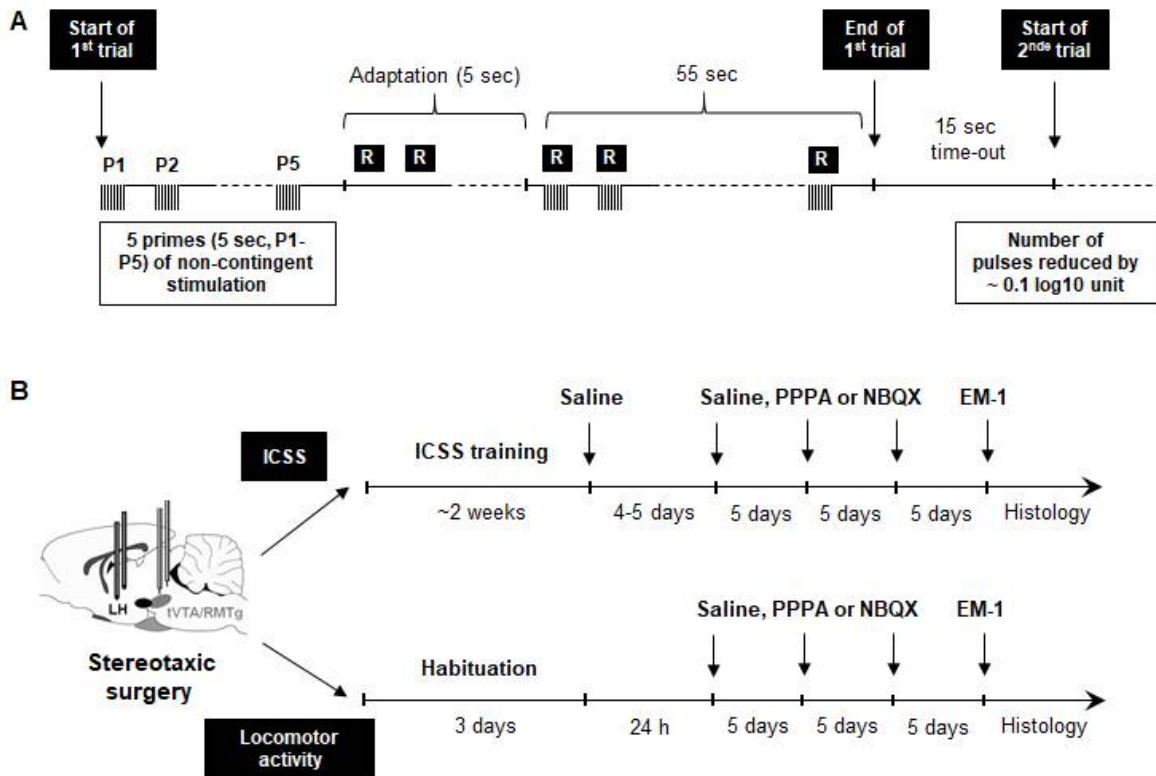 A
Start of
1st trial
End of
1st trial
Start of
2nde trial
Adaptation (5 sec)
55 sec
15 sec
time-out
P1
P2
P5
R
R
R
R
R
5 primes (5 sec, P1-
P5) of non-contingent
stimulation
Number of
pulses reduced by
~ 0.1 log10 unit
B
ICSS
Saline
Saline, PPPA or NBQX
EM-1
ICSS training
~2 weeks
4-5 days
5 days
5 days
5 days
Histology
LH
tVTA/RMTg
Stereotaxic
surgery
Saline, PPPA or NBQX
EM-1
Habituation
3 days
24 h
5 days
5 days
5 days
Histology
Locomotor
activity